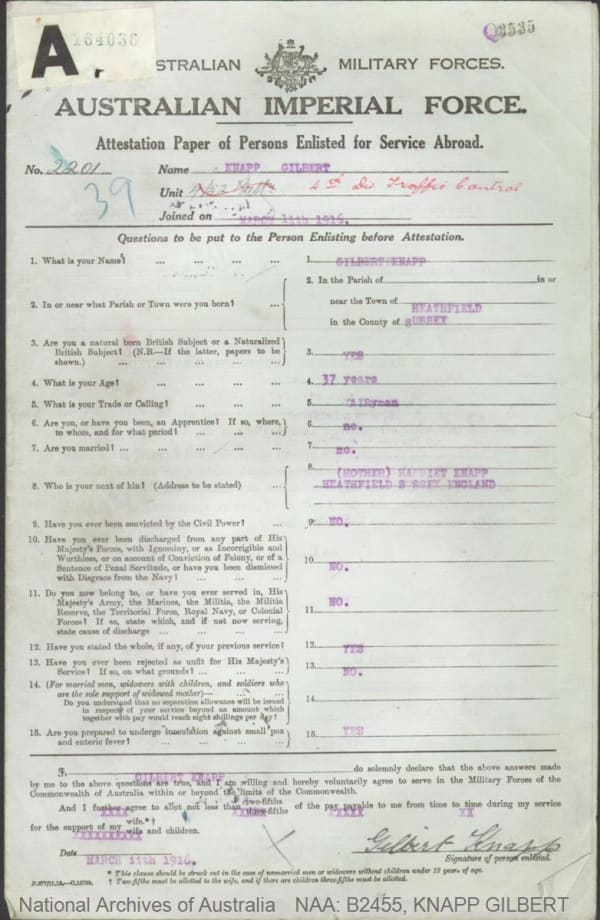 A
164036
Q3535
AUSTRALIAN MILITARY FORCES.
AUSTRALIAN IMPERIAL FORCE.
Attestation Paper of Persons Enlisted for Service Abroad.
No. 2201 Name KNAPP GILBERT
39
Unit 4th Div Traffic Control
Joined on MARCH 11th 1916.
Questions to be put to the Person Enlisting before Attestation.
1. What is your Name? ... ... ... ... 1. GILBERT KNAPP
2. In or near what Parish or Town were you born? ... 2. In the Parish of in or
near the Town of HEATHFIELD
in the County of SUSSEX
3. Are you a natural born British Subject or a Naturalized
British Subject? (N.B.—If the latter, papers to be
shown.) ... ... ... ... 3. YES
4. What is your Age? ... ... ... ... 4. 37 years
5. What is your Trade or Calling? ... ... ... 5. DAIRyman
6. Are you, or have you been, an Apprentice? If so, where,
to whom, and for what period? ... ... ... 6. no.
7. Are you married? ... ... ... ... 7. no.
8. Who is your next of kin? (Address to be stated) ... 8. (MOTHER) HARRIET KNAPP
HEATHFIELD SUSSEX ENGLAND
9. Have you ever been convicted by the Civil Power? ... 9. NO.
10. Have you ever been discharged from any part of His
Majesty's Forces, with Ignominy, or as Incorrigible and
Worthless, or on account of Conviction of Felony, or of a
Sentence of Penal Servitude, or have you been dismissed
with Disgrace from the Navy? ... ... ... 10. NO.
11. Do you now belong to, or have you ever served in, His
Majesty's Army, the Marines, the Militia, the Militia
Reserve, the Territorial Force, Royal Navy, or Colonial
Forces? If so, state which, and if not now serving,
state cause of discharge ... ... ... 11. NO.
12. Have you stated the whole, if any, of your previous service? 12. YES
13. Have you ever been rejected as unfit for His Majesty's
Service? If so, on what grounds? ... ... 13. NO.
14. (For married men, widowers with children, and soldiers who
are the sole support of widowed mother)—
Do you understand that no separation allowance will be issued
in respect of your service beyond an amount which
together with pay would reach eight shillings per day? 14.
15. Are you prepared to undergo inoculation against small pox
and enteric fever? ... ... ... ... 15. YES
I, GILBERT KNAPP do solemnly declare that the above answers made
by me to the above questions are true, and I am willing and hereby voluntarily agree to serve in the Military Forces of the
Commonwealth of Australia within or beyond the limits of the Commonwealth.
And I further agree to allot not less than two-fifths three-fifths of the pay payable to me from time to time during my service
for the support of my wife.*† wife and children.
Date MARCH 11th 1916. Gilbert Knapp
Signature of person enlisted.
* This clause should be struck out in the case of unmarried men or widowers without children under 18 years of age.
† Two-fifths must be allotted to the wife, and if there are children three-fifths must be allotted.
National Archives of Australia NAA: B2455, KNAPP GILBERT